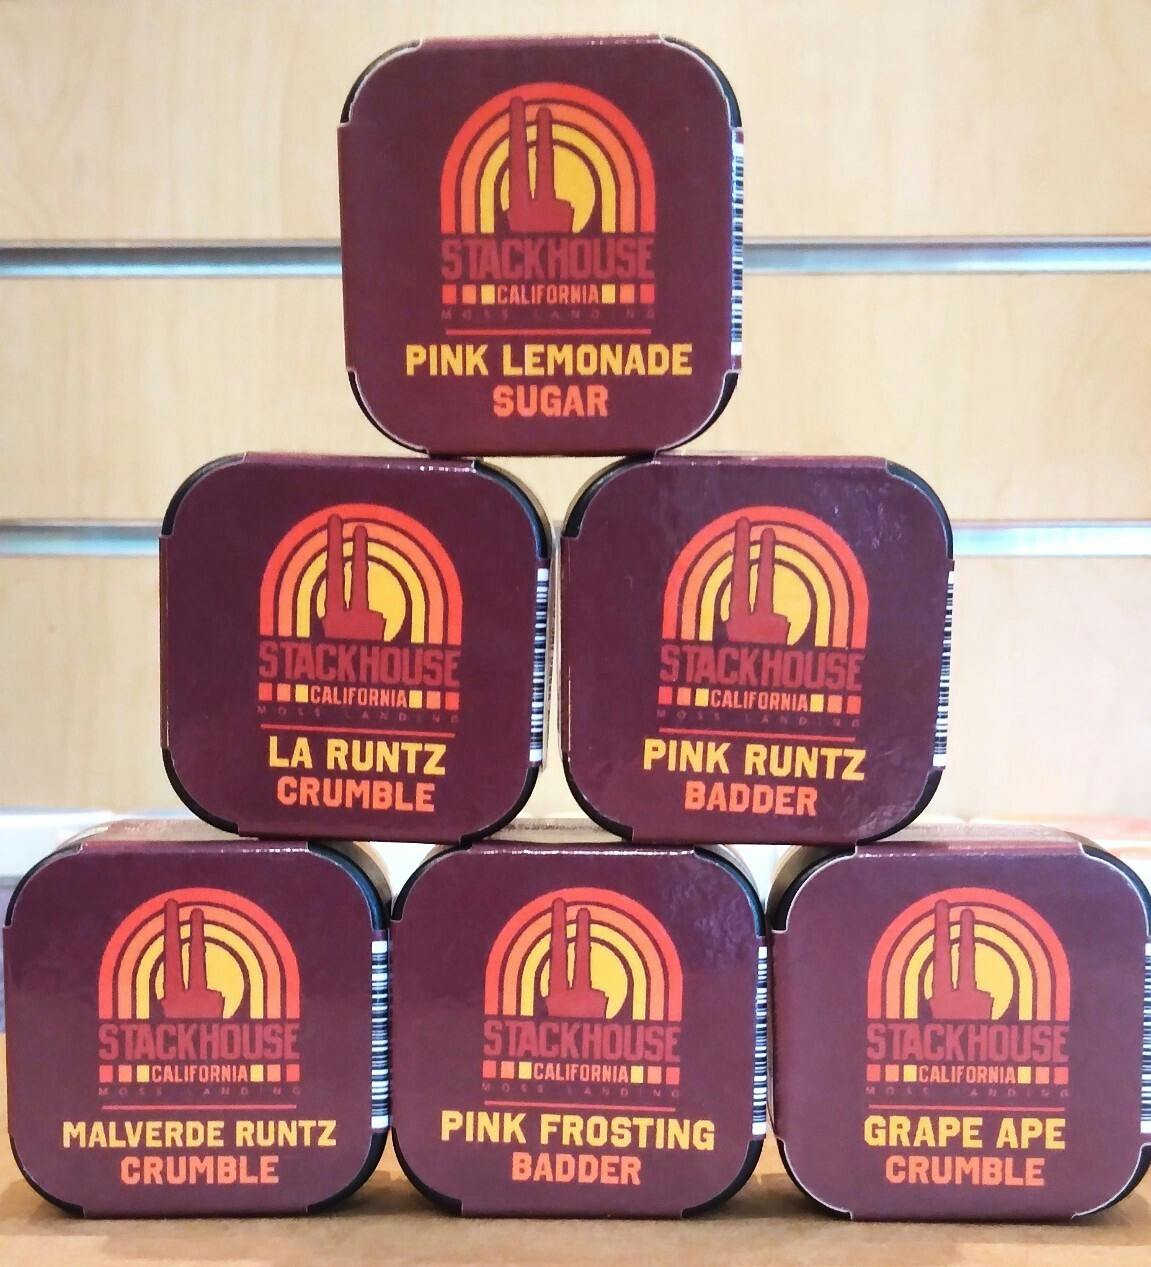 STACKHOUSE
CALIFORNIA
MOSS LANDING
PINK LEMONADE
SUGAR
STACKHOUSE
CALIFORNIA
MOSS LANDING
LA RUNTZ
CRUMBLE
STACKHOUSE
CALIFORNIA
MOSS LANDING
PINK RUNTZ
BADDER
STACKHOUSE
CALIFORNIA
MOSS LANDING
MALVERDE RUNTZ
CRUMBLE
STACKHOUSE
CALIFORNIA
MOSS LANDING
PINK FROSTING
BADDER
STACKHOUSE
CALIFORNIA
MOSS LANDING
GRAPE APE
CRUMBLE